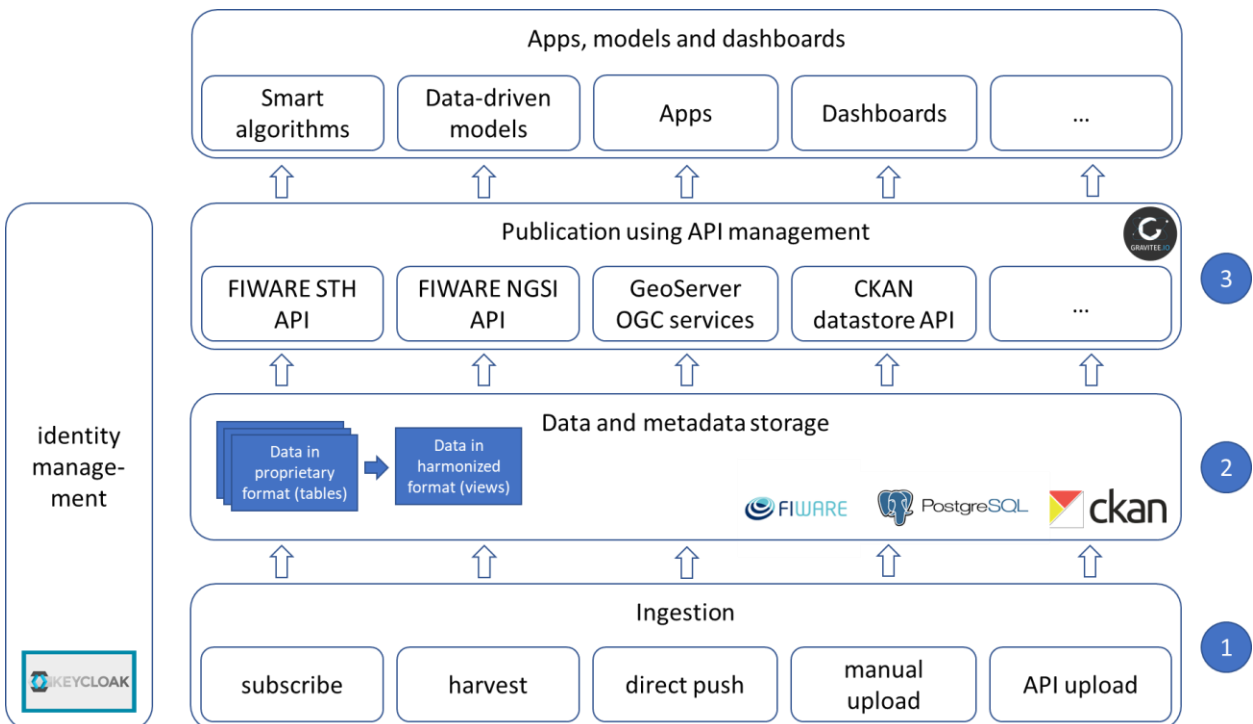 Apps, models and dashboards
Smart
algorithms
Data-driven
models
Apps
Dashboards
...
Publication using API management
GRAVITEE.IO
FIWARE STH
API
FIWARE NGSI
API
GeoServer
OGC services
CKAN
datastore API
...
3
identity
manage-
ment
KEYCLOAK
Data and metadata storage
Data in
proprietary
format (tables)
Data in
harmonized
format (views)
FIWARE
PostgreSQL
ckan
2
Ingestion
subscribe
harvest
direct push
manual
upload
API upload
1